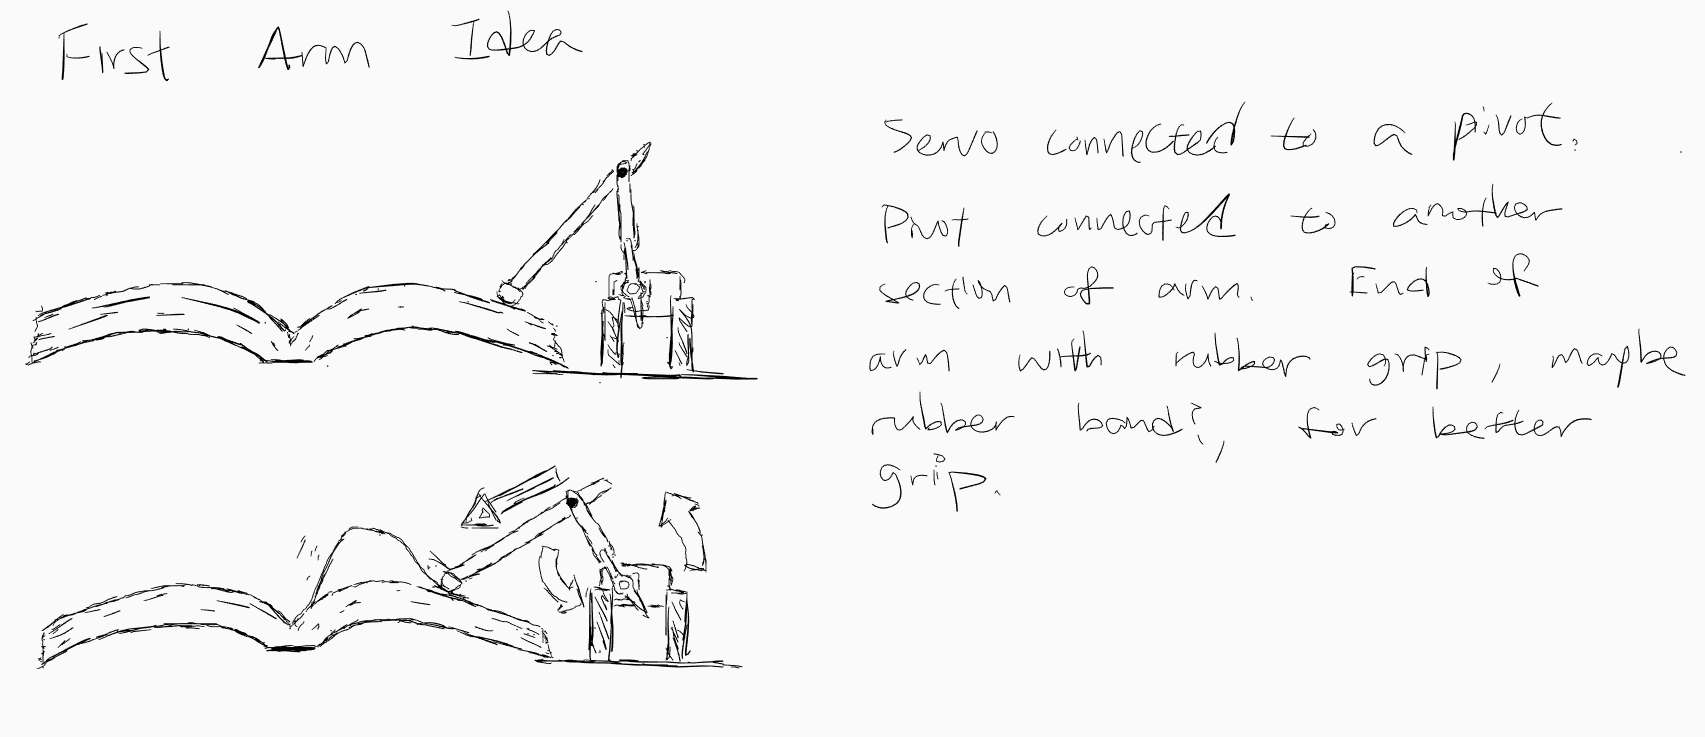 First Arm Idea
Servo connected to a pivot.
Pivot connected to another
section of arm. End of
arm with rubber grip, maybe
rubber band?, for better
grip.